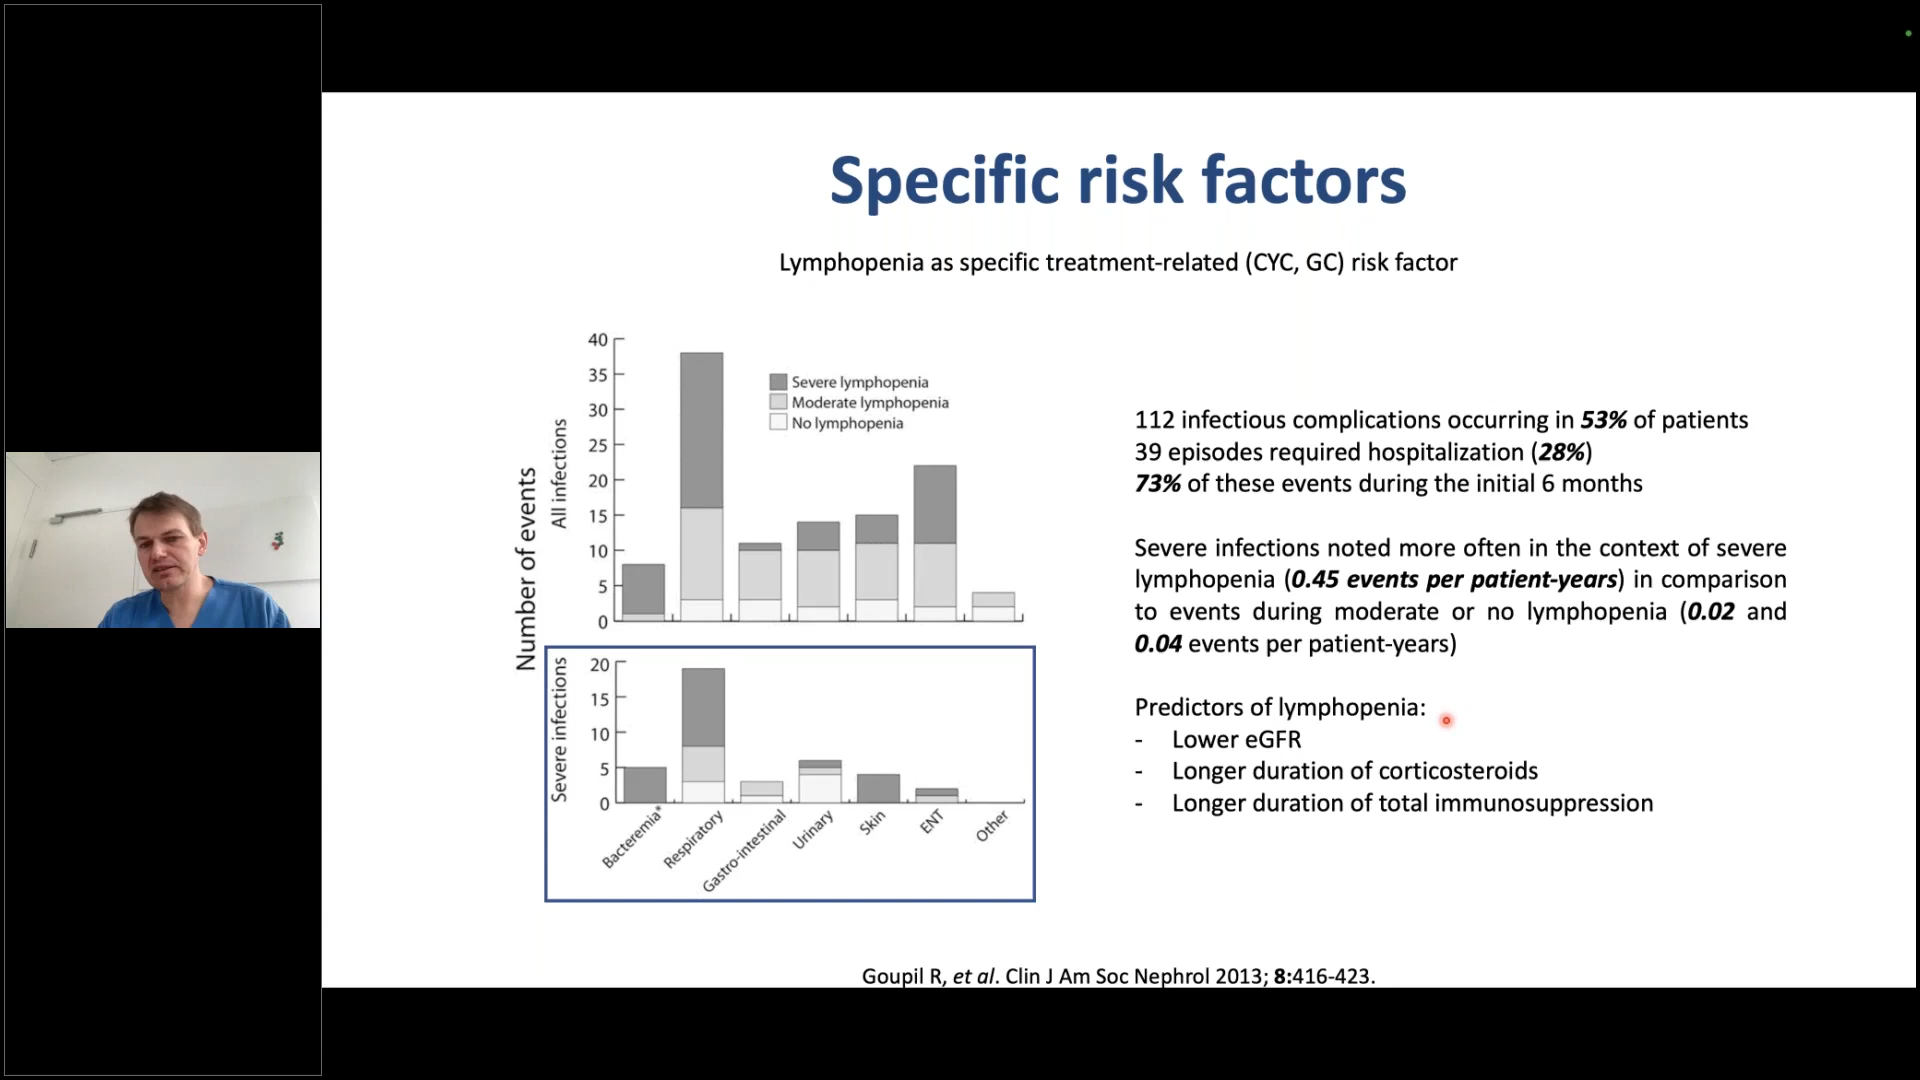 Specific risk factors
Lymphopenia as specific treatment-related (CYC, GC) risk factor
Number of events
All infections
40
35
30
25
20
15
10
5
0
Severe lymphopenia
Moderate lymphopenia
No lymphopenia
Severe infections
20
15
10
5
0
Bacteremia*
Respiratory
Gastro-intestinal
Urinary
Skin
ENT
Other
112 infectious complications occurring in 53% of patients
39 episodes required hospitalization (28%)
73% of these events during the initial 6 months
Severe infections noted more often in the context of severe
lymphopenia (0.45 events per patient-years) in comparison
to events during moderate or no lymphopenia (0.02 and
0.04 events per patient-years)
Predictors of lymphopenia:
- Lower eGFR
- Longer duration of corticosteroids
- Longer duration of total immunosuppression
Goupil R, et al. Clin J Am Soc Nephrol 2013; 8:416-423.